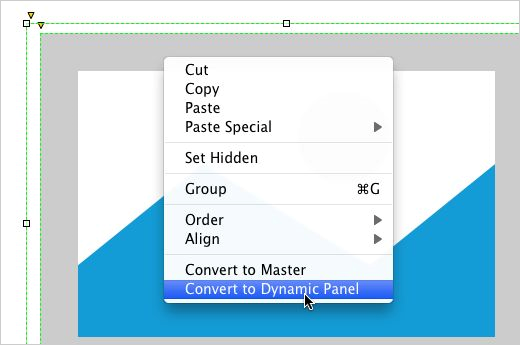 Cut
Copy
Paste
Paste Special
Set Hidden
Group ⌘G
Order
Align
Convert to Master
Convert to Dynamic Panel